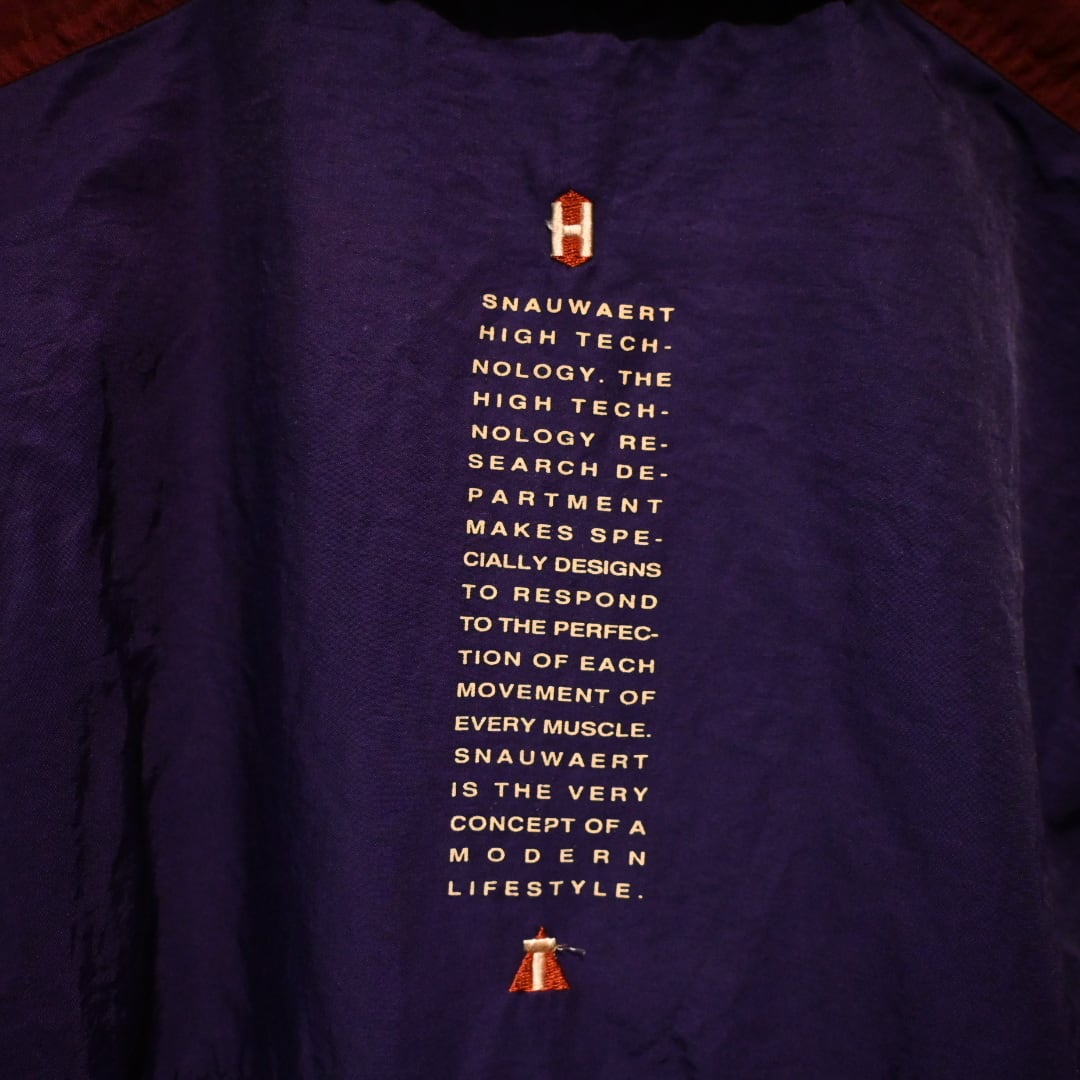 H
SNAUWAERT
HIGH TECH-
NOLOGY. THE
HIGH TECH-
NOLOGY RE-
SEARCH DE-
PARTMENT
MAKES SPE-
CIALLY DESIGNS
TO RESPOND
TO THE PERFEC-
TION OF EACH
MOVEMENT OF
EVERY MUSCLE.
SNAUWAERT
IS THE VERY
CONCEPT OF A
MODERN
LIFESTYLE.
T